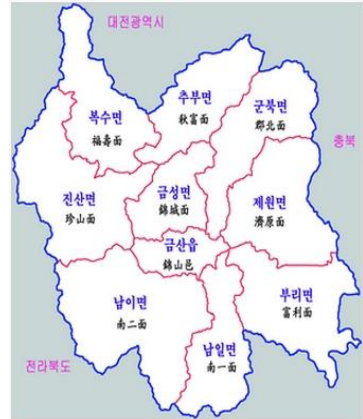 대전광역시
추부면
秋富面
군북면
郡北面
복수면
福壽面
충북
진산면
珍山面
금성면
錦城面
제원면
濟原面
금산읍
錦山邑
남이면
南二面
부리면
富利面
남일면
南一面
전라북도